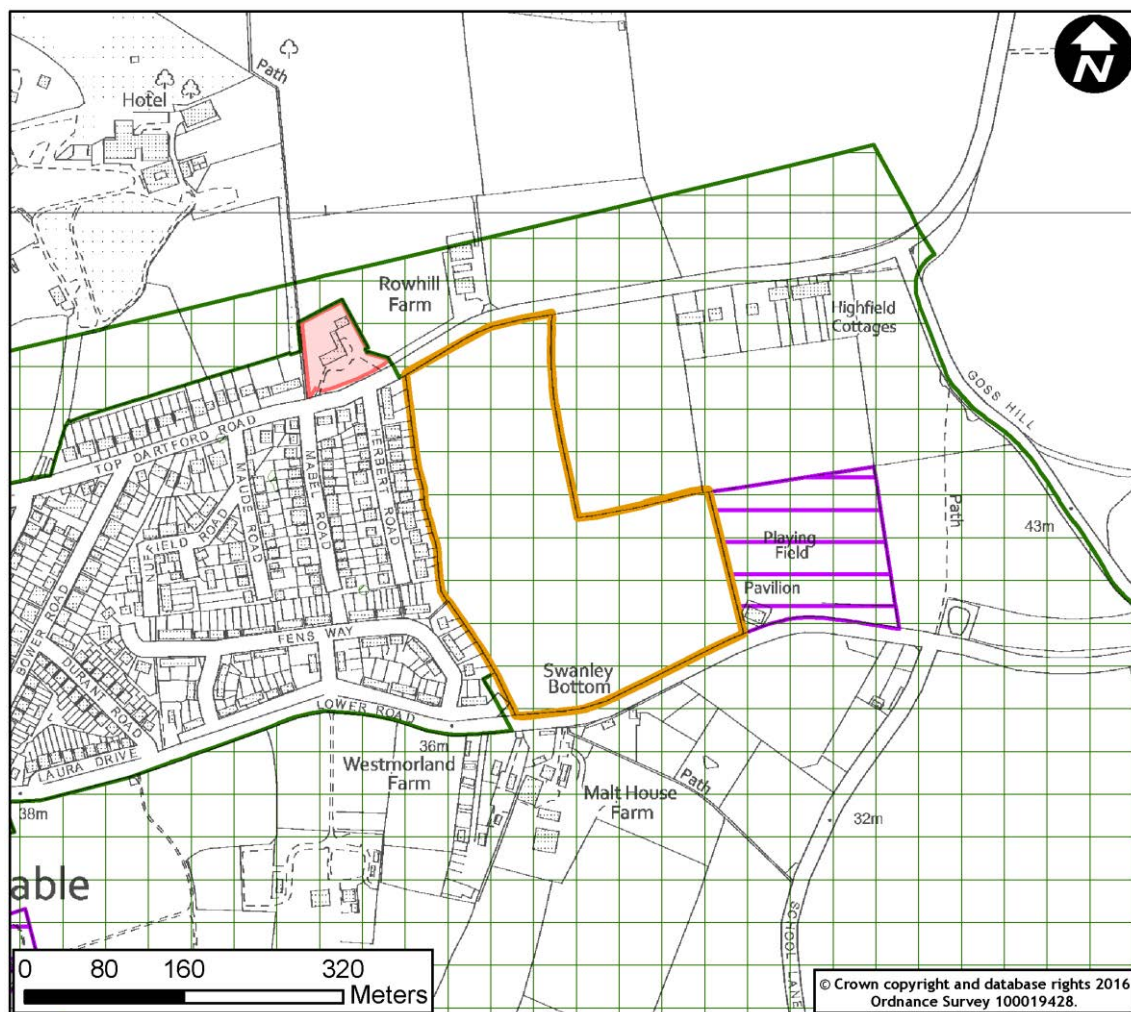 N
Path
Hotel
Rowhill
Farm
Highfield
Cottages
GOSS HILL
TOP DARTFORD ROAD
HERBERT ROAD
MABEL ROAD
MAUDE ROAD
NUFFIELD ROAD
BOWER ROAD
DURANT ROAD
FENS WAY
Path
43m
Playing
Field
Pavilion
Swanley
Bottom
LOWER ROAD
LAURA DRIVE
36m
Westmorland
Farm
38m
Malt House
Farm
Path
32m
SCHOOL LANE
able
0 80 160 320
Meters
© Crown copyright and database rights 2016
Ordnance Survey 100019428.